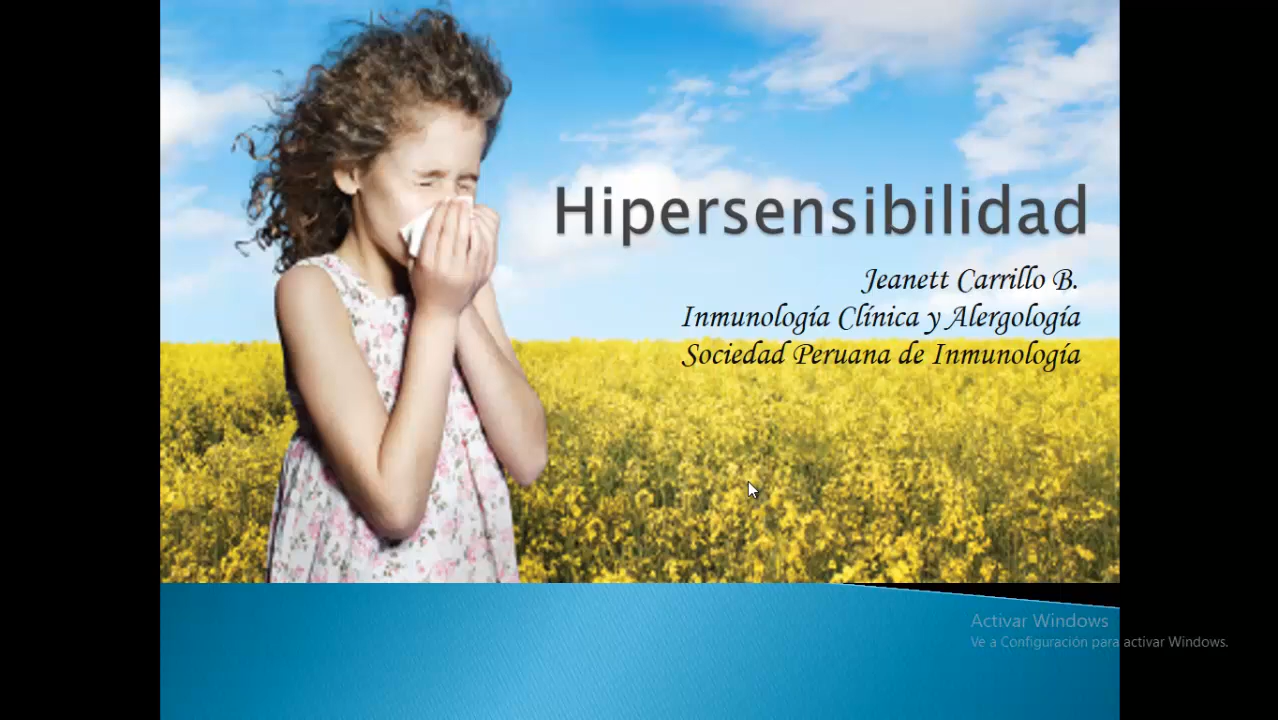 Hipersensibilidad
Jeanett Carrillo B.
Inmunología Clínica y Alergología
Sociedad Peruana de Inmunología
Activar Windows
Ve a Configuración para activar Windows.